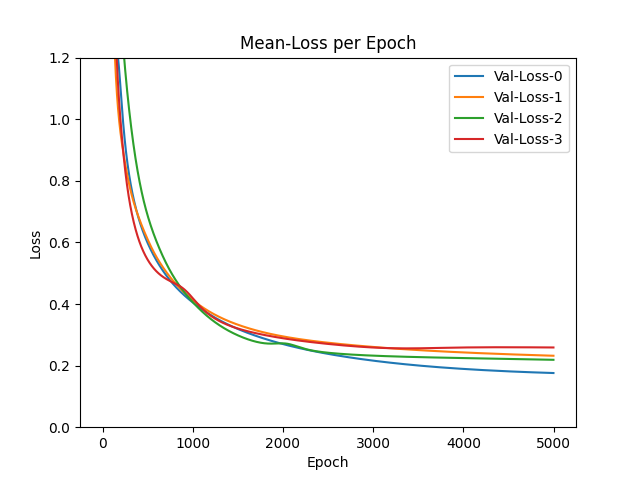 Mean-Loss per Epoch
1.2
1.0
0.8
0.6
0.4
0.2
0.0
Loss
Val-Loss-0
Val-Loss-1
Val-Loss-2
Val-Loss-3
0 1000 2000 3000 4000 5000
Epoch